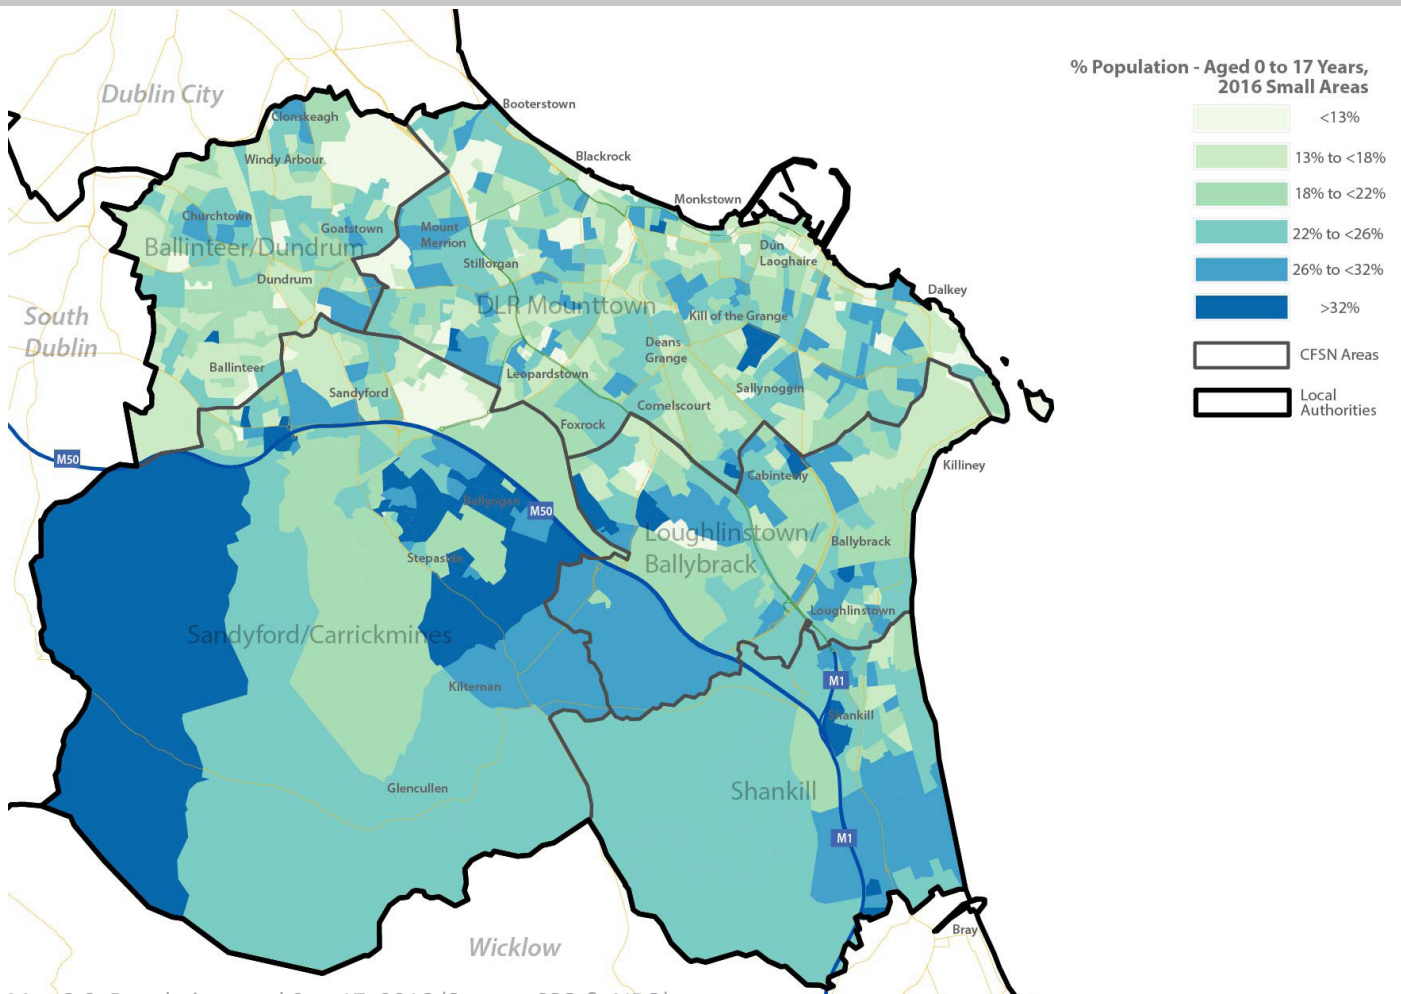 % Population - Aged 0 to 17 Years,
2016 Small Areas
<13%
13% to <18%
18% to <22%
22% to <26%
26% to <32%
>32%
CFSN Areas
Local
Authorities
Dublin City
Booterstown
Clonskeagh
Windy Arbour
Blackrock
Monkstown
Churchtown
Goatstown
Mount
Merrion
Ballinteer/Dundrum
Dún
Laoghaire
Stillorgan
Dundrum
Dalkey
DLR Mounttown
South
Dublin
Kill of the Grange
Deans
Grange
Ballinteer
Leopardstown
Sandyford
Sallynoggin
Cornelscourt
Foxrock
M50
Killiney
Cabinteely
Ballyogan
M50
Loughlinstown/
Ballybrack
Ballybrack
Stepaside
Loughlinstown
Sandyford/Carrickmines
Kilternan
M1
Shankill
Glencullen
Shankill
M1
Bray
Wicklow